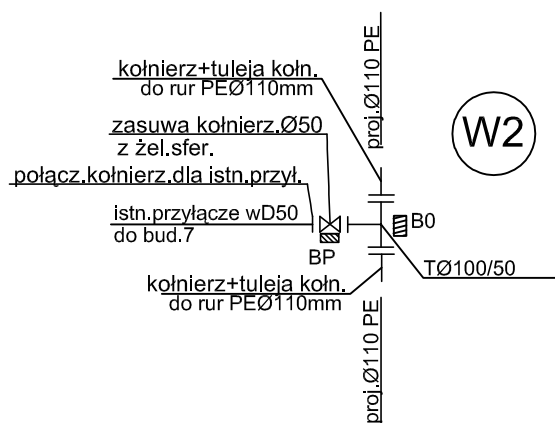 kołnierz+tuleja kołn.
do rur PEØ110mm
proj.Ø110 PE
W2
zasuwa kołnierz.Ø50
z żel.sfer.
połącz.kołnierz.dla istn.przył.
istn.przyłącze wD50
do bud.7
BP
B0
TØ100/50
kołnierz+tuleja kołn.
do rur PEØ110mm
proj.Ø110 PE